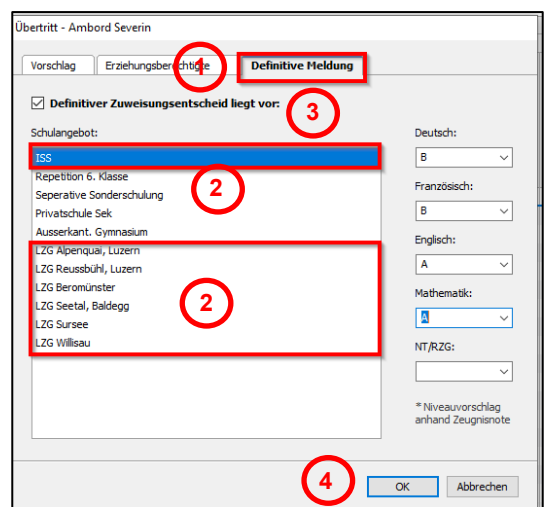 Übertritt - Ambord Severin
Vorschlag Erziehungsberechtigte 1 Definitive Meldung
Definitiver Zuweisungsentscheid liegt vor: 3
Schulangebot: Deutsch:
ISS B
Repetition 6. Klasse 2 Französisch:
Seperative Sonderschulung
Privatschule Sek B
Ausserkant. Gymnasium Englisch:
LZG Alpenquai, Luzern
LZG Reussbühl, Luzern A
LZG Beromünster Mathematik:
LZG Seetal, Baldegg 2
LZG Sursee A
LZG Willisau NT/RZG:
* Niveauvorschlag
anhand Zeugnisnote
4 OK Abbrechen